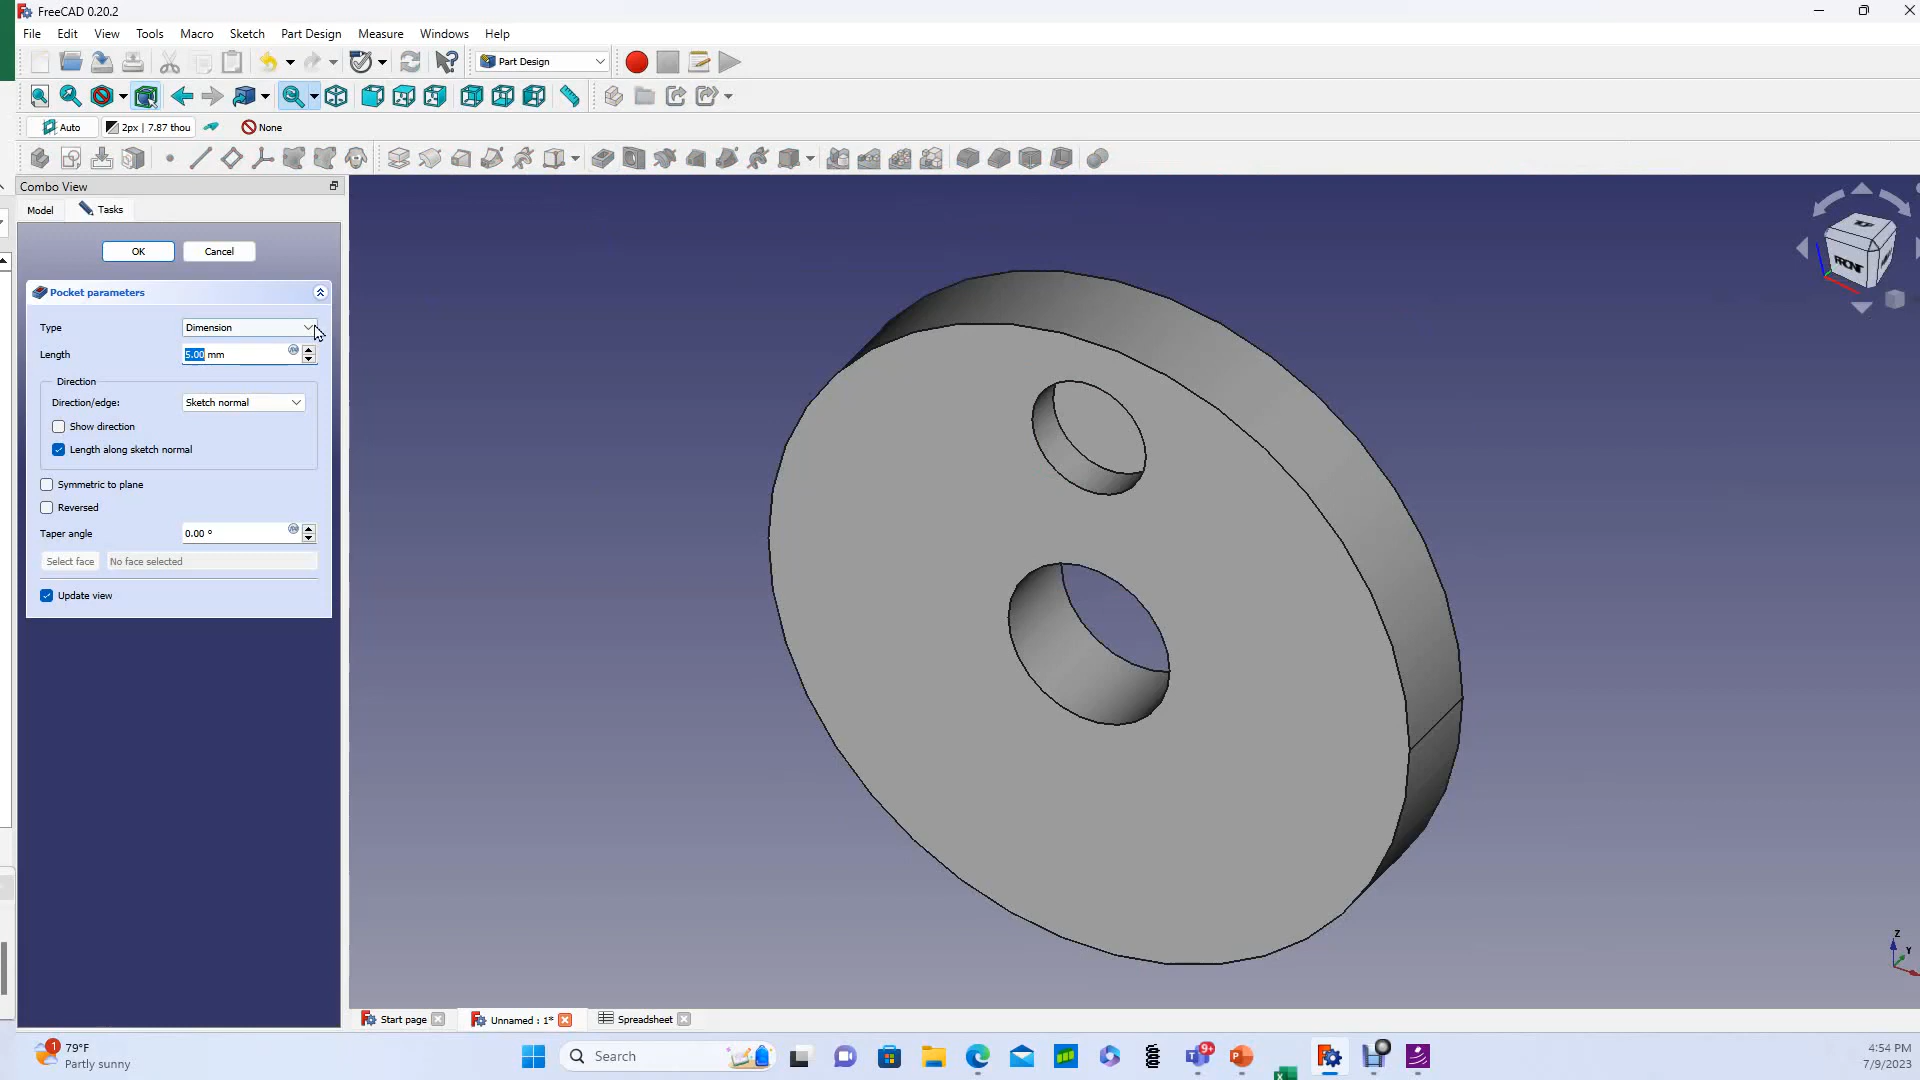 FreeCAD 0.20.2
File Edit View Tools Macro Sketch Part Design Measure Windows Help
Part Design
Auto 2px | 7.87 thou None
Combo View
Model Tasks
OK Cancel
Pocket parameters
Type Dimension
Length 5.00 mm
Direction
Direction/edge: Sketch normal
Show direction
Length along sketch normal
Symmetric to plane
Reversed
Taper angle 0.00 °
Select face No face selected
Update view
FRONT
Z
Y
Start page Unnamed : 1* Spreadsheet
1
79°F
Partly sunny
Search
9+
4:54 PM
7/9/2023